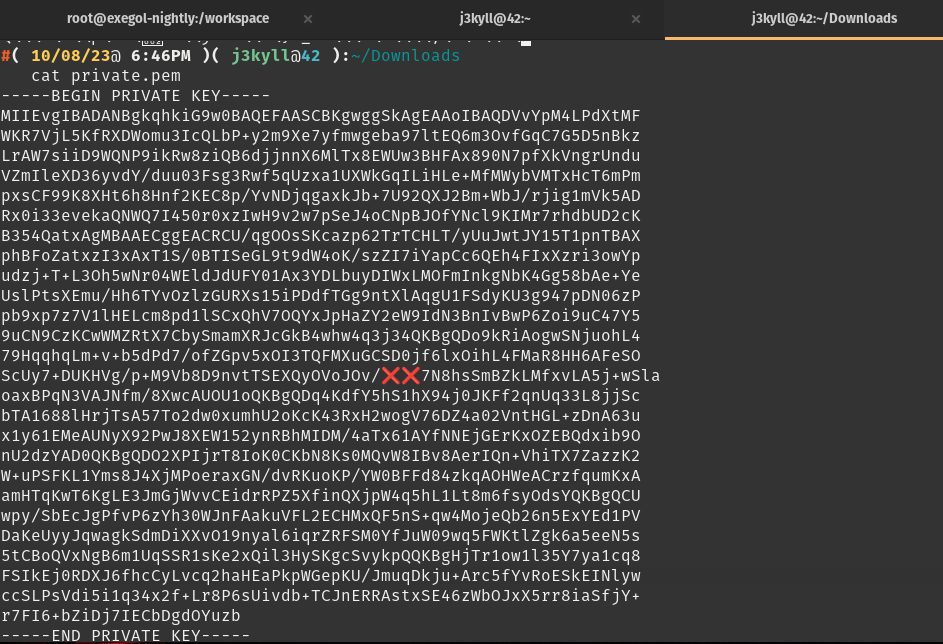 root@exegol-nightly:/workspace × j3kyll@42:~ × j3kyll@42:~/Downloads
#( 10/08/23@ 6:46PM )( j3kyll@42 ):~/Downloads
cat private.pem
-----BEGIN PRIVATE KEY-----
MIIEvgIBADANBgkqhkiG9w0BAQEFAASCBKgwggSkAgEAAoIBAQDVvYpM4LPdXtMF
WKR7VjL5KfRXDWomu3IcQLbP+y2m9Xe7yfmwgeba97ltEQ6m3OvfGqC7G5D5nBkz
LrAW7siiD9WQNP9ikRw8ziQB6djjnnX6MlTx8EWUw3BHFAx890N7pfXkVngrUndu
VZmIleXD36yvdY/duu03Fsg3Rwf5qUzxa1UXWkGqILiHLe+MfMWybVMTxHcT6mPm
pxsCF99K8XHt6h8Hnf2KEC8p/YvNDjqgaxkJb+7U92QXJ2Bm+WbJ/rjig1mVk5AD
Rx0i33evekaQNWQ7I450r0xzIwH9v2w7pSeJ4oCNpBJOfYNcl9KIMr7rhdbUD2cK
B354QatxAgMBAAECggEACRCU/qgOOsSKcazp62TrTCHLT/yUuJwtJY15T1pnTBAX
phBFoZatxzI3xAxT1S/0BTISeGL9t9dW4oK/szZI7iYapCc6QEh4FIxXzri3owYp
udzj+T+L3Oh5wNr04WEldJdUFY01Ax3YDLbuyDIWxLMOFmInkgNbK4Gg58bAe+Ye
UslPtsXEmu/Hh6TYvOzlzGURXs15iPDdfTGg9ntXlAqgU1FSdyKU3g947pDN06zP
pb9xp7z7V1lHELcm8pd1lSCxQhV7OQYxJpHaZY2eW9IdN3BnIvBwP6Zoi9uC47Y5
9uCN9CzKCwWMZRtX7CbySmamXRJcGkB4whw4q3j34QKBgQDo9kRiAogwSNjuohL4
79HqqhqLm+v+b5dPd7/ofZGpv5xOI3TQFMXuGCSD0jf6lxOihL4FMaR8HH6AFeSO
ScUy7+DUKHVg/p+M9Vb8D9nvtTSEXQyOVoJOv/❌❌7N8hsSmBZkLMfxvLA5j+wSla
oaxBPqN3VAJNfm/8XwcAUOU1oQKBgQDq4KdfY5hS1hX94j0JKFf2qnUq33L8jjSc
bTA1688lHrjTsA57To2dw0xumhU2oKcK43RxH2wogV76DZ4a02VntHGL+zDnA63u
x1y61EMeAUNyX92PwJ8XEW152ynRBhMIDM/4aTx61AYfNNEjGErKxOZEBQdxib9O
nU2dzYAD0QKBgQDO2XPIjrT8IoK0CKbN8Ks0MQvW8IBv8AerIQn+VhiTX7ZazzK2
W+uPSFKL1Yms8J4XjMPoeraxGN/dvRKuoKP/YW0BFFd84zkqAOHWeACrzfqumKxA
amHTqKwT6KgLE3JmGjWvvCEidrRPZ5XfinQXjpW4q5hL1Lt8m6fsyOdsYQKBgQCU
wpy/SbEcJgPfvP6zYh30WJnFAakuVFL2ECHMxQF5nS+qw4MojeQb26n5ExYEd1PV
DaKeUyyJqwagkSdmDiXXvO19nyal6iqrZRFSM0YfJuW09wq5FWKtlZgk6a5eeN5s
5tCBoQVxNgB6m1UqSSR1sKe2xQil3HySKgcSvykpQQKBgHjTr1ow1l35Y7ya1cq8
FSIkEj0RDXJ6fhcCyLvcq2haHEaPkpWGepKU/JmuqDkju+Arc5fYvRoESkEINlyw
ccSLPsVdi5i1q34x2f+Lr8P6sUivdb+TCJnERRAstxSE46zWbOJxX5rr8iaSfjY+
r7FI6+bZiDj7IECbDgdOYuzb
-----END PRIVATE KEY-----